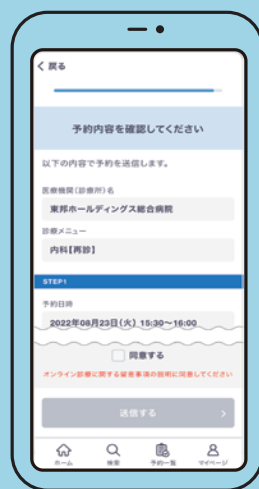 戻る
予約内容を確認してください
以下の内容で予約を送信します。
医療機関(診療所)名
東邦ホールディングス総合病院
診療メニュー
内科【再診】
STEP1
予約日時
2022年08月23日(火) 15:30〜16:00
同意する
オンライン診療に関する留意事項の説明に同意してください
送信する
ホーム 検索 予約一覧 マイページ